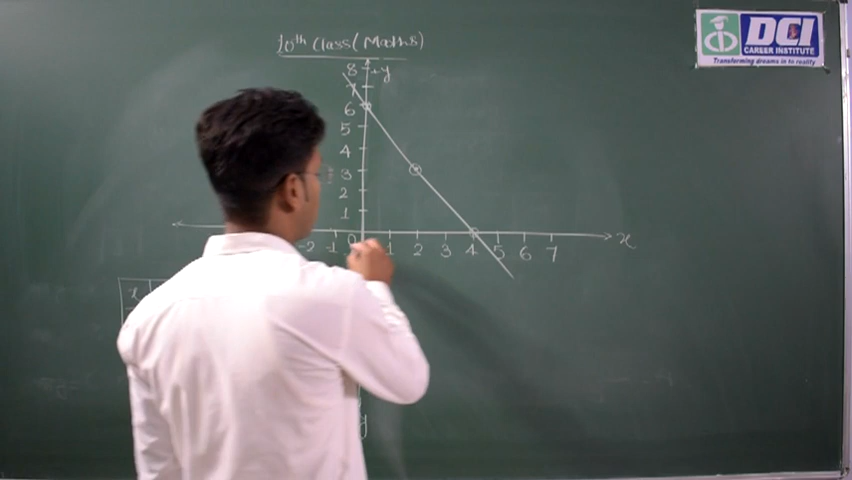 10th Class (Maths)
8 +y
7
6
5
4
3
2
1
-2 -1 0 1 2 3 4 5 6 7 x
x
y
DCI
CAREER INSTITUTE
Transforming dreams in to reality